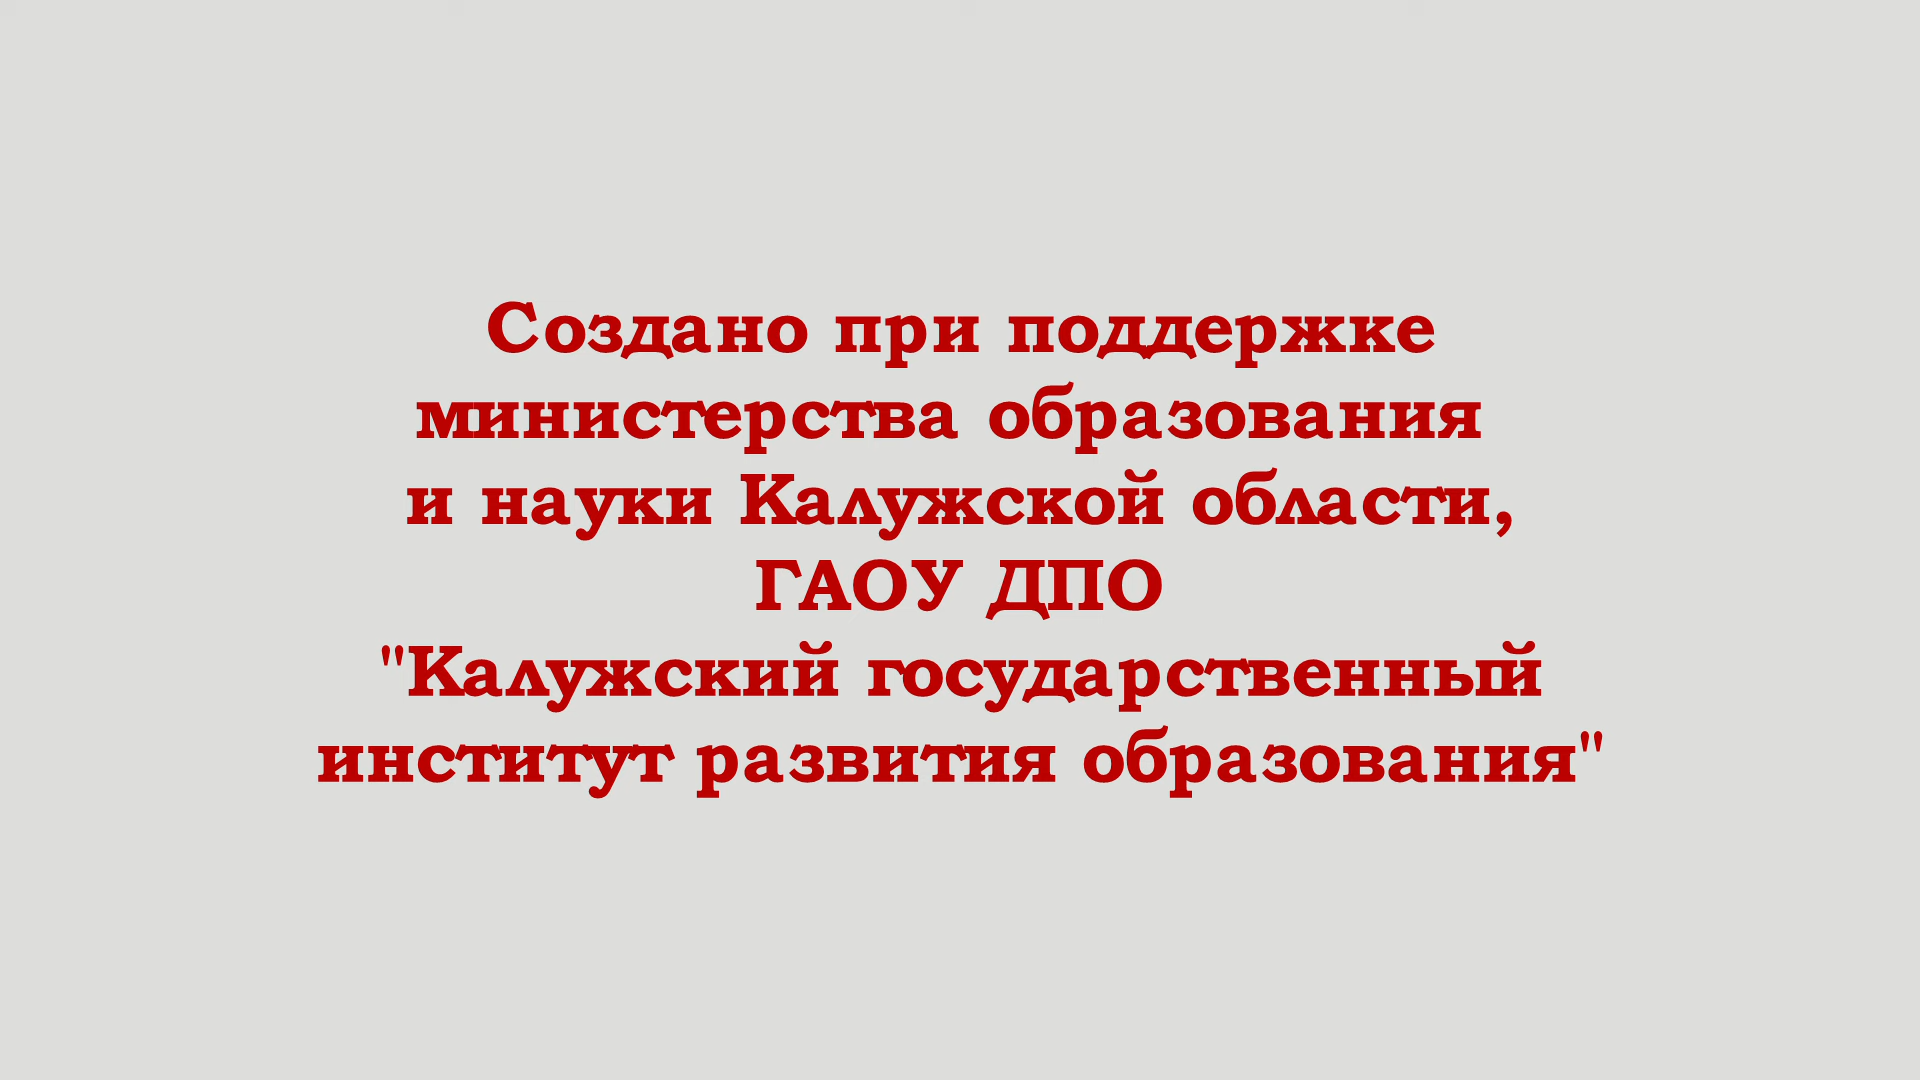 Создано при поддержке
министерства образования
и науки Калужской области,
ГАОУ ДПО
"Калужский государственный
институт развития образования"